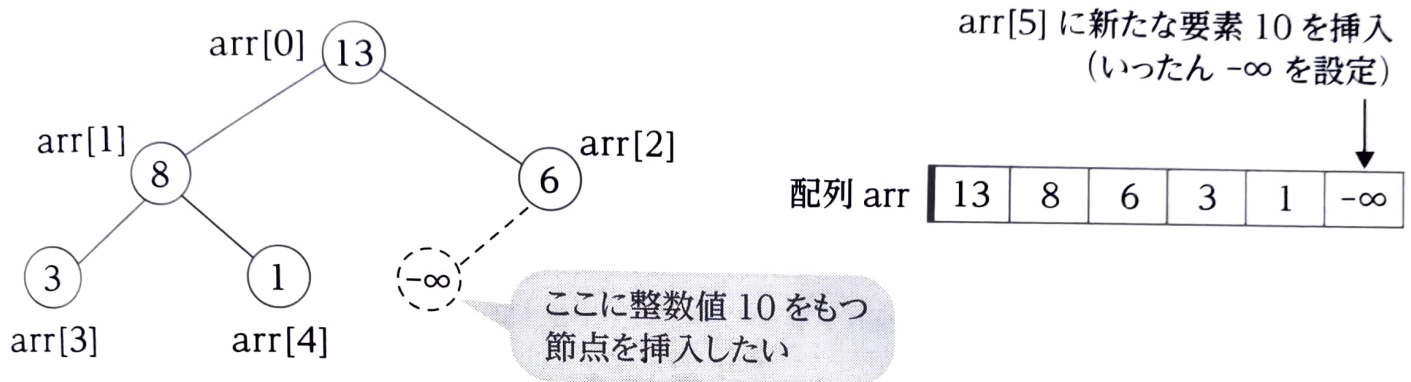 arr[0]
13
arr[1]
8
arr[2]
6
3
arr[3]
1
arr[4]
-∞
ここに整数値 10 をもつ
節点を挿入したい
arr[5] に新たな要素 10 を挿入
(いったん -∞ を設定)
配列 arr 13 8 6 3 1 -∞